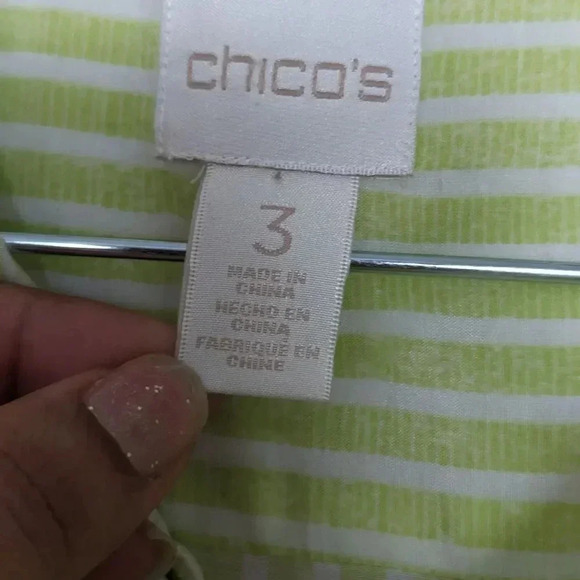 chico's
3
MADE IN
CHINA
HECHO EN
CHINA
FABRIQUÉ EN
CHINE